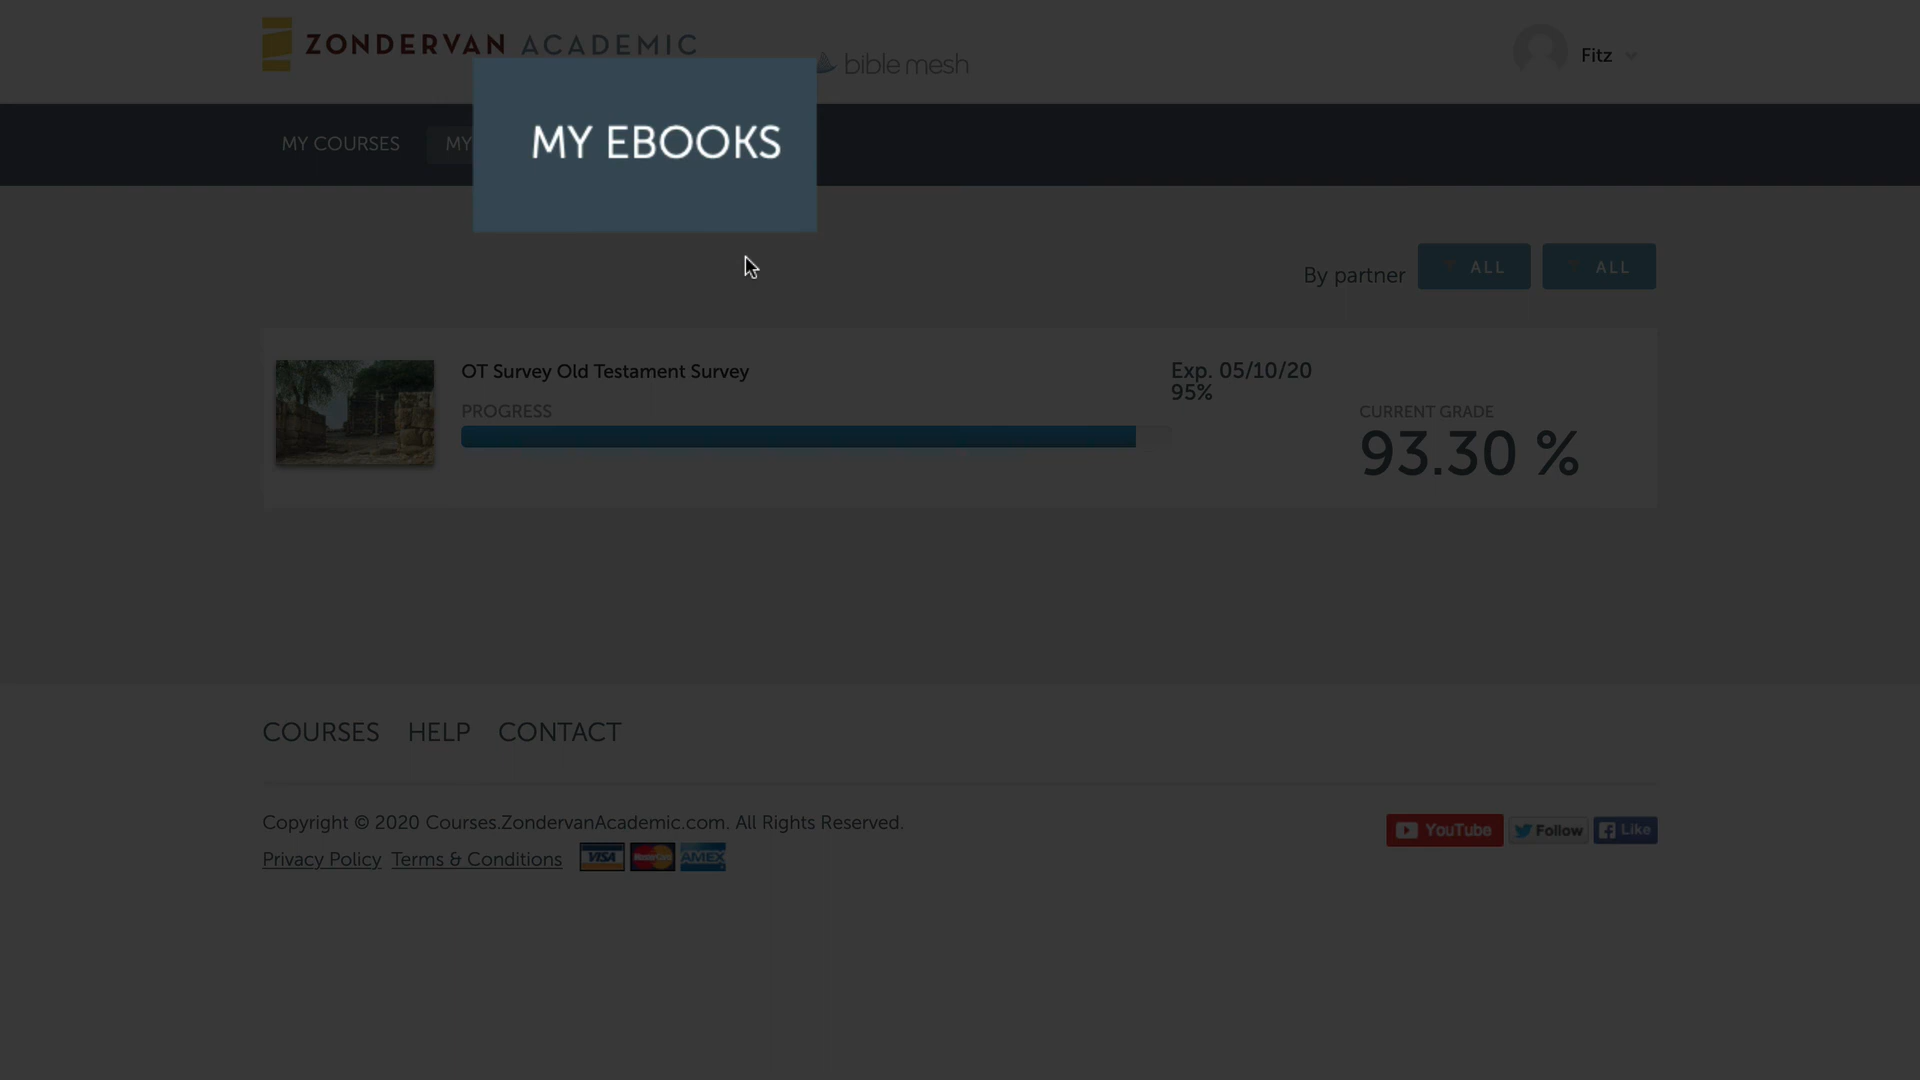 ZONDERVAN ACADEMIC
bible mesh
Fitz
MY COURSES
MY
MY EBOOKS
By partner
ALL
ALL
OT Survey Old Testament Survey
Exp. 05/10/20
95%
PROGRESS
CURRENT GRADE
93.30 %
COURSES HELP CONTACT
Copyright © 2020 Courses.ZondervanAcademic.com. All Rights Reserved.
Privacy Policy Terms & Conditions
VISA MasterCard AMEX
YouTube Follow Like